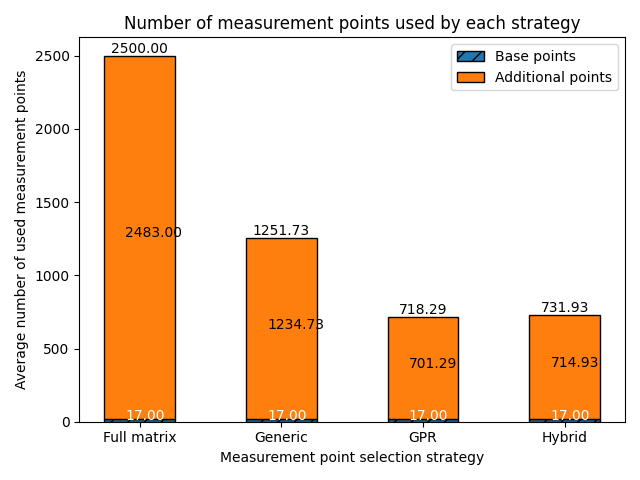 Number of measurement points used by each strategy
Average number of used measurement points
2500
2000
1500
1000
500
0
Base points
Additional points
2500.00
1251.73
718.29
731.93
2483.00
1234.73
701.29
714.93
17.00
17.00
17.00
17.00
Full matrix
Generic
GPR
Hybrid
Measurement point selection strategy